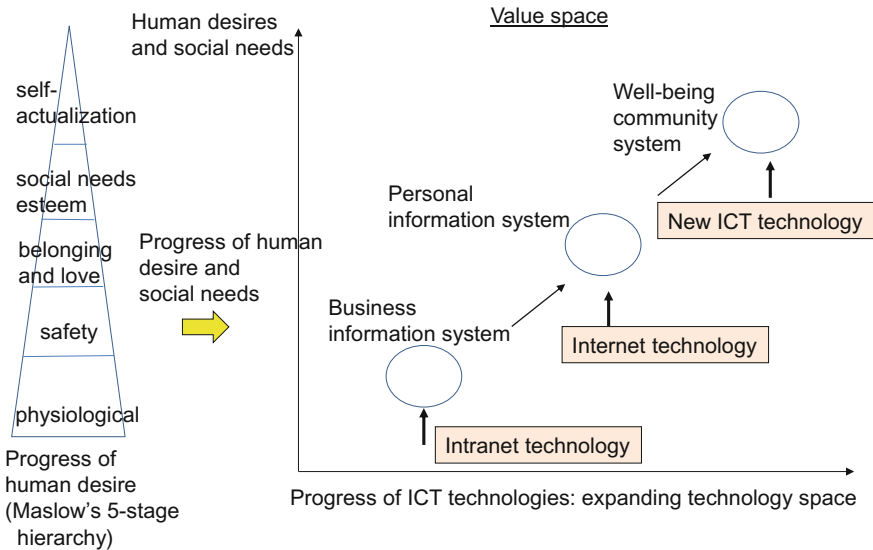 Human desires
and social needs
Value space
self-
actualization
social needs
esteem
belonging
and love
safety
physiological
Progress of
human desire
(Maslow's 5-stage
hierarchy)
Progress of human
desire and
social needs
Well-being
community
system
New ICT technology
Personal
information system
Internet technology
Business
information system
Intranet technology
Progress of ICT technologies: expanding technology space